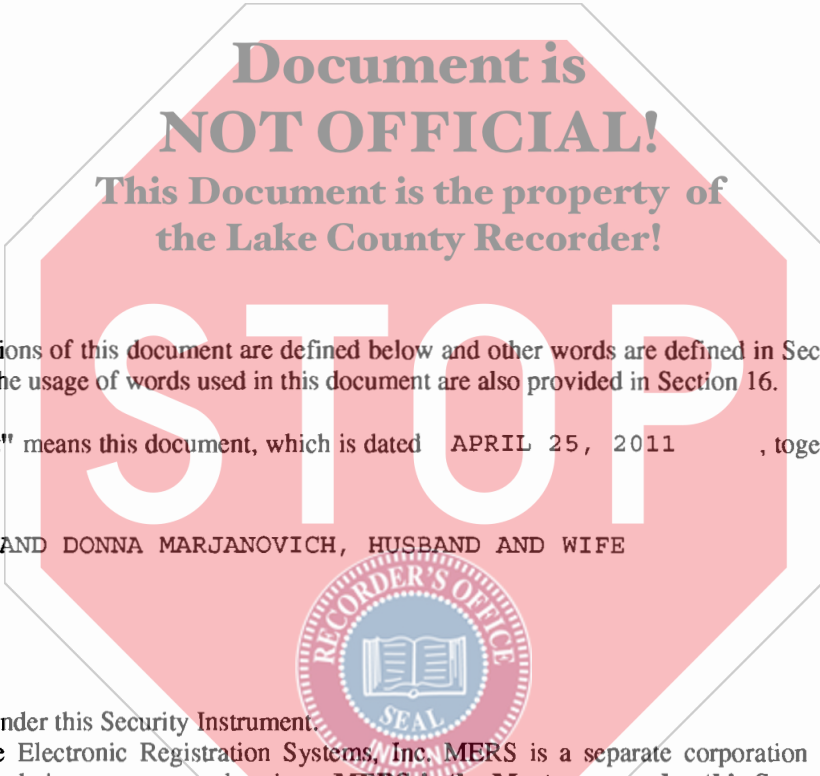 Document is
NOT OFFICIAL!
This Document is the property of
the Lake County Recorder!
STOP
ions of this document are defined below and other words are defined in Sec
he usage of words used in this document are also provided in Section 16.
" means this document, which is dated APRIL 25, 2011 , toge
AND DONNA MARJANOVICH, HUSBAND AND WIFE
RECORDER'S OFFICE
SEAL
INDIANA
nder this Security Instrument.
e Electronic Registration Systems, Inc. MERS is a separate corporation